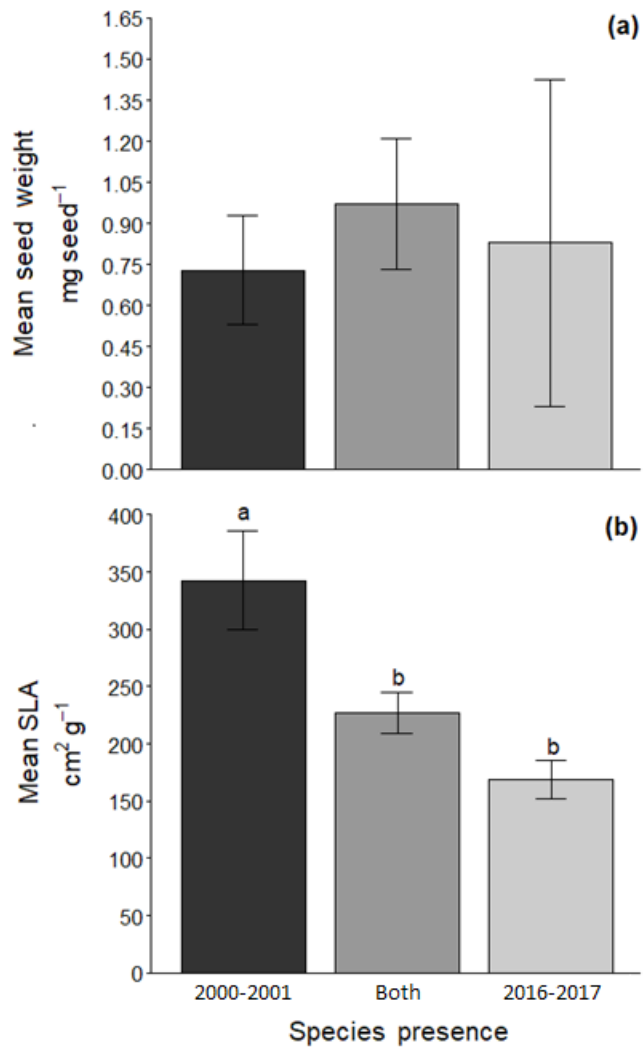 (a)
Mean seed weight
mg seed⁻¹
1.65
1.50
1.35
1.20
1.05
0.90
0.75
0.60
0.45
0.30
0.15
0.00
(b)
Mean SLA
cm² g⁻¹
400
350
300
250
200
150
100
50
0
a
b
b
2000-2001 Both 2016-2017
Species presence